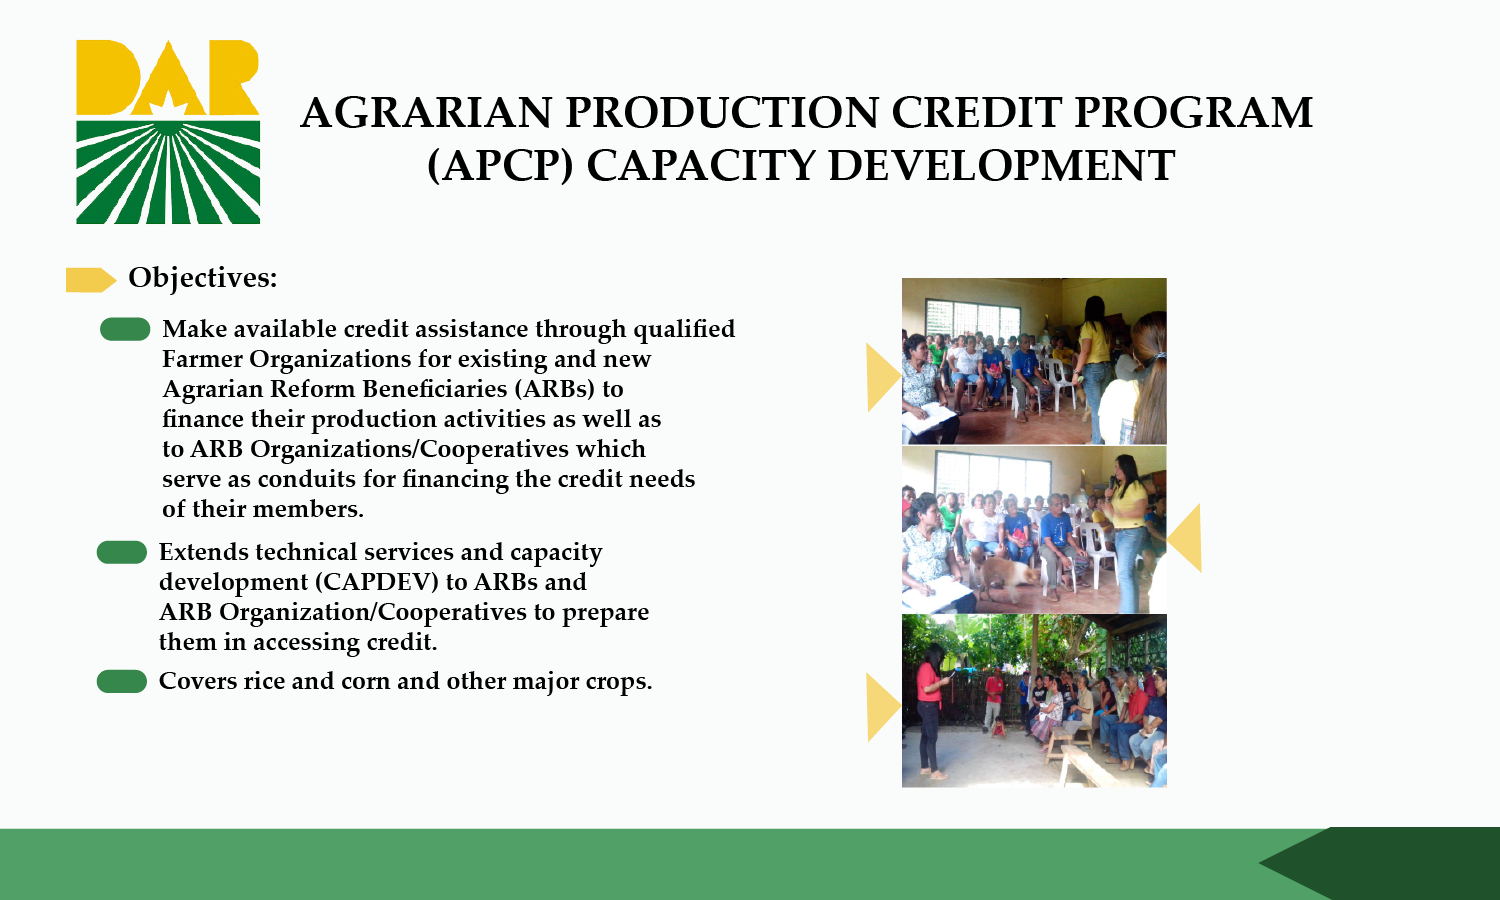 DAR
AGRARIAN PRODUCTION CREDIT PROGRAM
(APCP) CAPACITY DEVELOPMENT
Objectives:
Make available credit assistance through qualified
Farmer Organizations for existing and new
Agrarian Reform Beneficiaries (ARBs) to
finance their production activities as well as
to ARB Organizations/Cooperatives which
serve as conduits for financing the credit needs
of their members.
Extends technical services and capacity
development (CAPDEV) to ARBs and
ARB Organization/Cooperatives to prepare
them in accessing credit.
Covers rice and corn and other major crops.